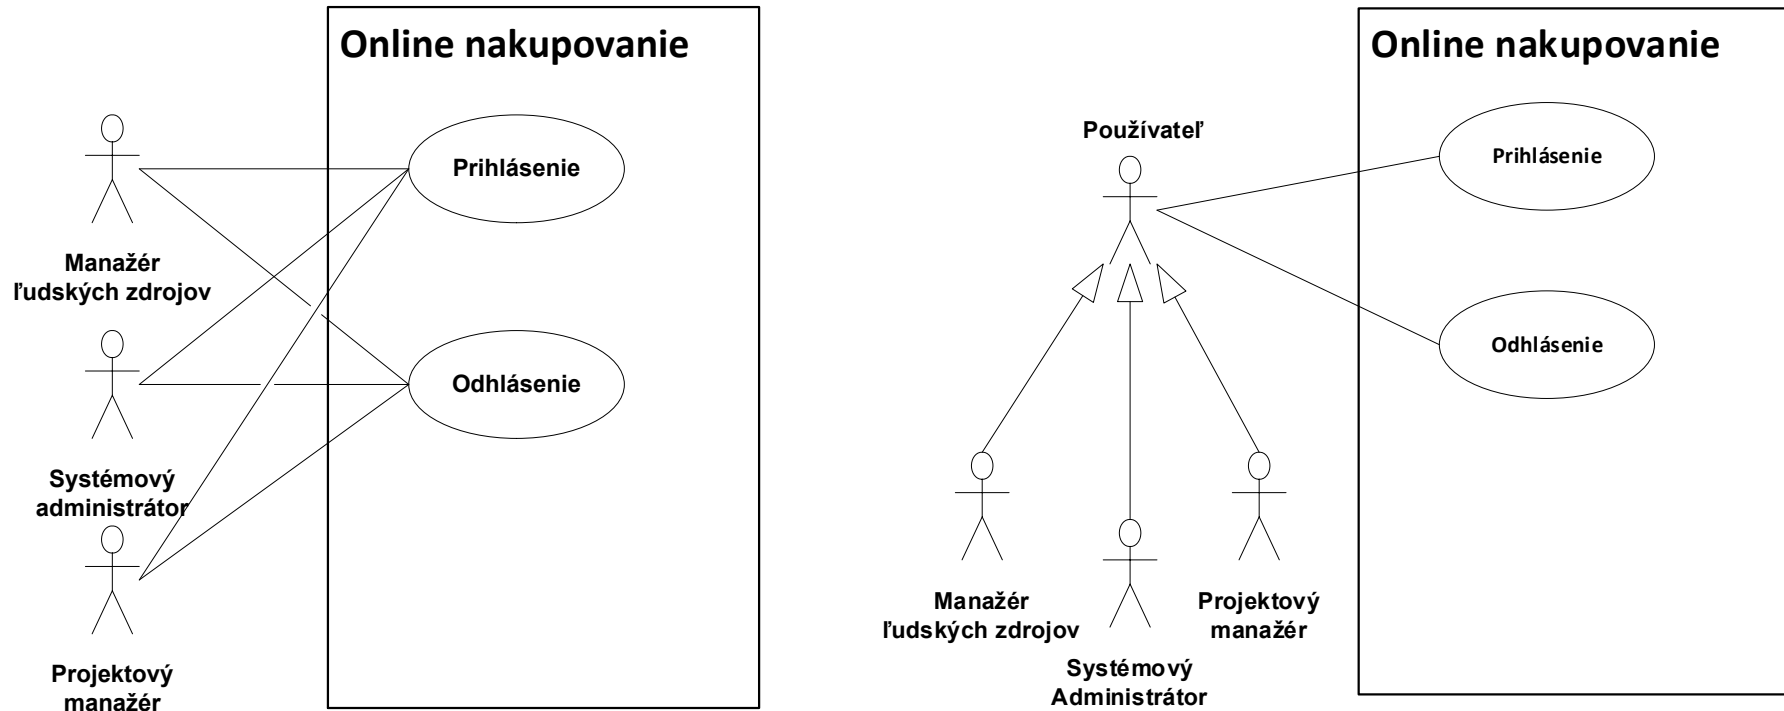 Online nakupovanie
Prihlásenie
Manažér
ľudských zdrojov
Odhlásenie
Systémový
administrátor
Projektový
manažér
Online nakupovanie
Používateľ
Prihlásenie
Odhlásenie
Manažér
ľudských zdrojov
Systémový
Administrátor
Projektový
manažér